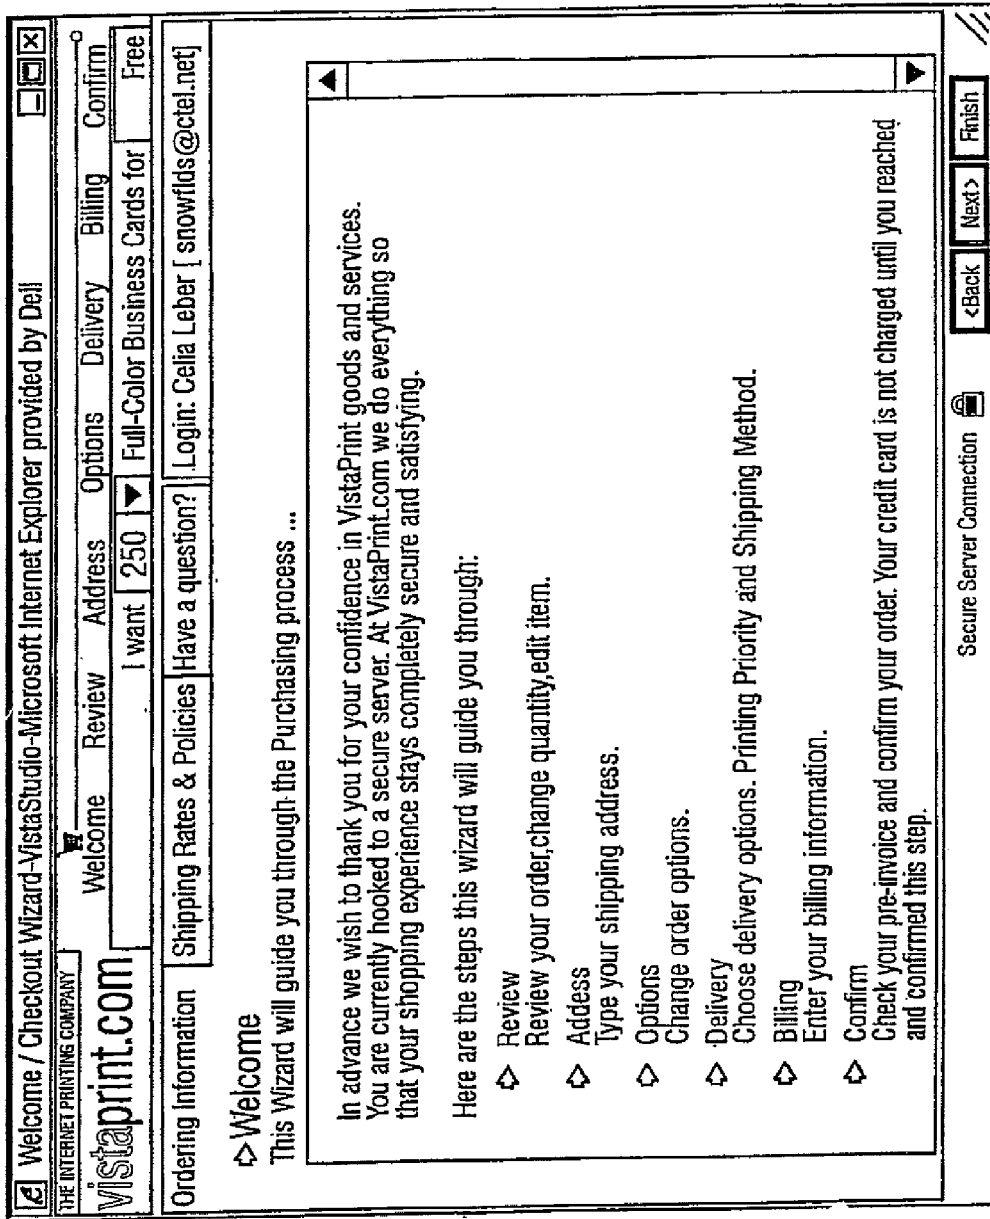 Welcome / Checkout Wizard-VistaStudio-Microsoft Internet Explorer provided by Dell
THE INTERNET PRINTING COMPANY
vistaprint.com
Welcome Review Address Options Delivery Billing Confirm
I want 250 Full-Color Business Cards for Free
Ordering Information Shipping Rates & Policies Have a question? Login: Celia Leber [ snowflds@ctel.net]
Welcome
This Wizard will guide you through the Purchasing process ...
In advance we wish to thank you for your confidence in VistaPrint goods and services.
You are currently hooked to a secure server. At VistaPrint.com we do everything so
that your shopping experience stays completely secure and satisfying.
Here are the steps this wizard will guide you through:
Review
Review your order,change quantity,edit item.
Addess
Type your shipping address.
Options
Change order options.
Delivery
Choose delivery options. Printing Priority and Shipping Method.
Billing
Enter your billing information.
Confirm
Check your pre-invoice and confirm your order. Your credit card is not charged until you reached
and confirmed this step.
Secure Server Connection <Back Next> Finish